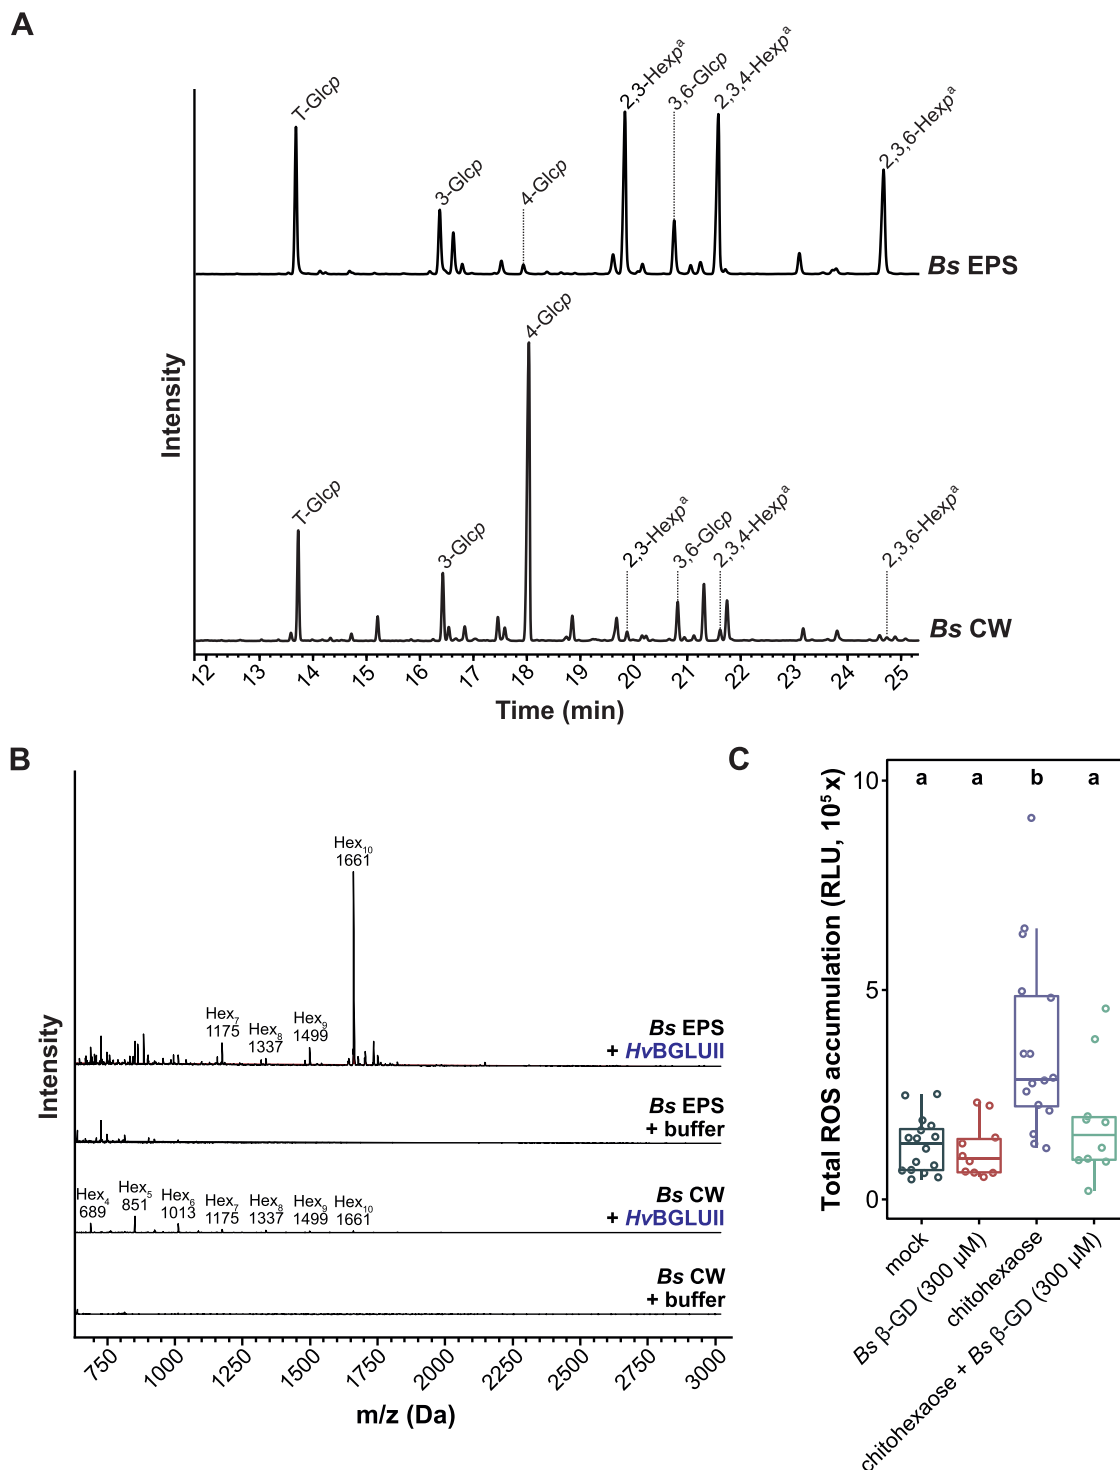 A
T-Glcp
3-Glcp
4-Glcp
2,3-Hexpᵃ
3,6-Glcp
2,3,4-Hexpᵃ
2,3,6-Hexpᵃ
Bs EPS
Intensity
T-Glcp
3-Glcp
4-Glcp
2,3-Hexpᵃ
3,6-Glcp
2,3,4-Hexpᵃ
2,3,6-Hexpᵃ
Bs CW
12 13 14 15 16 17 18 19 20 21 22 23 24 25
Time (min)
B
Intensity
Hex₁₀
1661
Hex₇
1175
Hex₈
1337
Hex₉
1499
Bs EPS
+ HvBGLUII
Bs EPS
+ buffer
Hex₄
689
Hex₅
851
Hex₆
1013
Hex₇
1175
Hex₈
1337
Hex₉
1499
Hex₁₀
1661
Bs CW
+ HvBGLUII
Bs CW
+ buffer
750 1000 1250 1500 1750 2000 2250 2500 2750 3000
m/z (Da)
C
Total ROS accumulation (RLU, 10⁵ x)
10
5
0
a a b a
mock
Bs β-GD (300 µM)
chitohexaose
chitohexaose + Bs β-GD (300 µM)